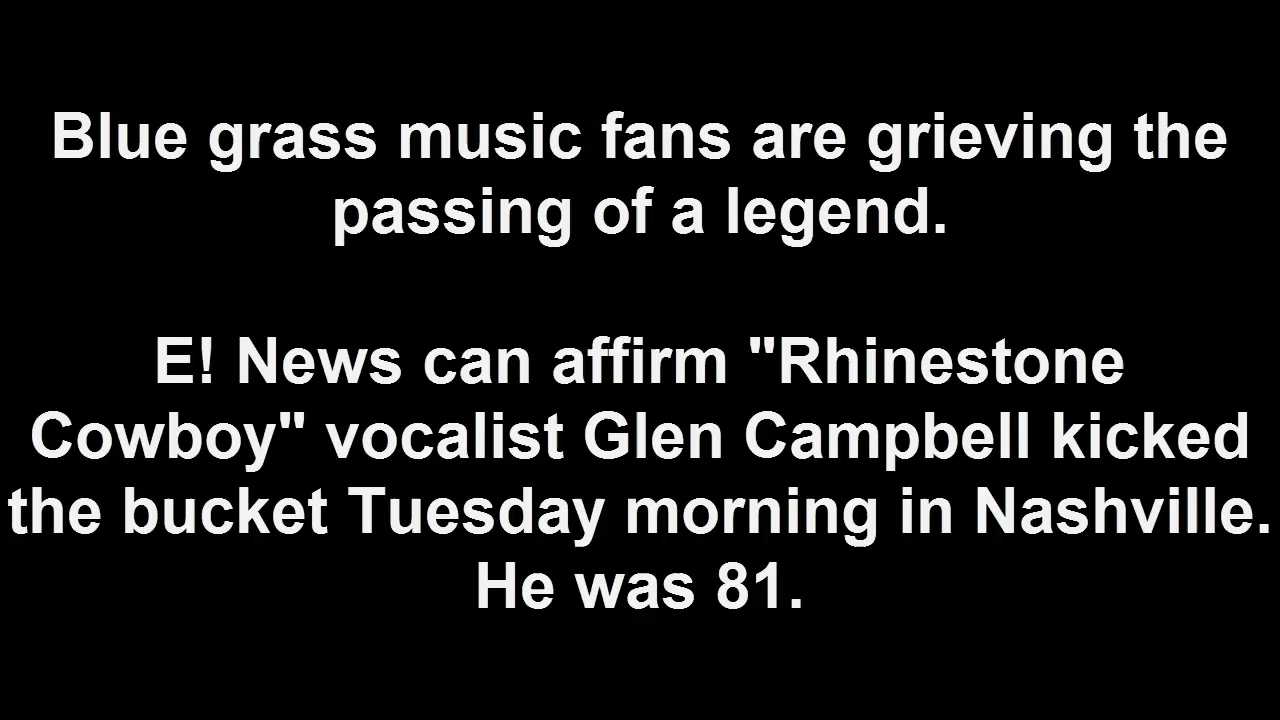 Blue grass music fans are grieving the
passing of a legend.
E! News can affirm "Rhinestone
Cowboy" vocalist Glen Campbell kicked
the bucket Tuesday morning in Nashville.
He was 81.